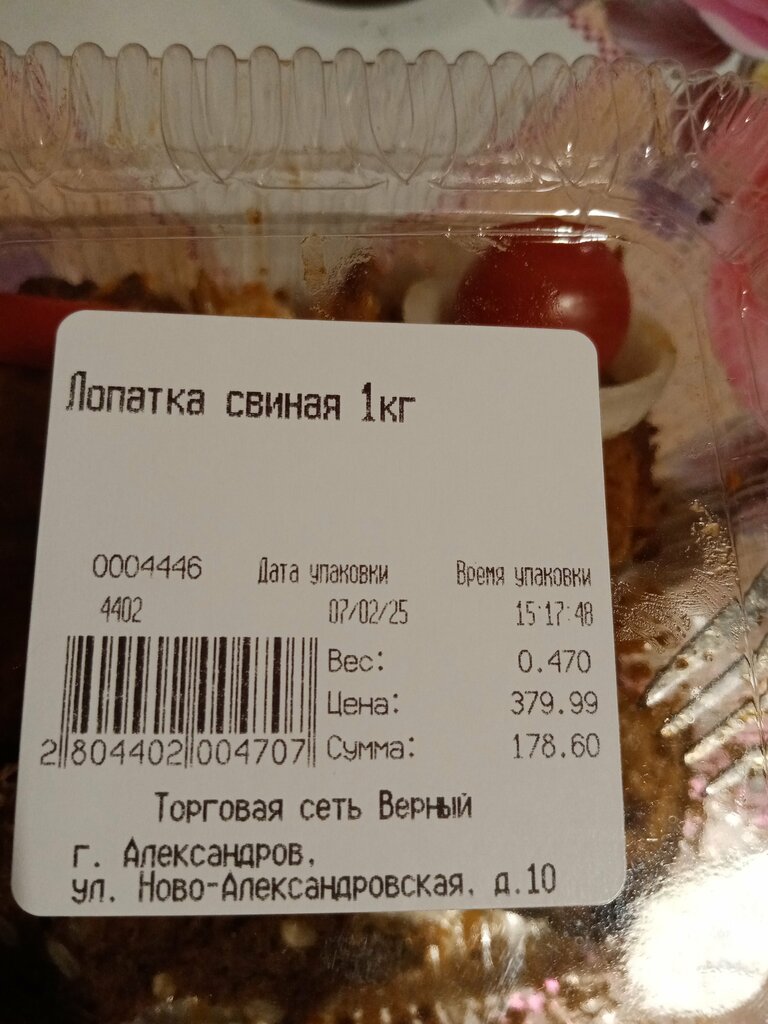 Лопатка свиная 1кг
0004446 Дата упаковки Время упаковки
4402 07/02/25 15:17:48
Вес: 0.470
Цена: 379.99
2 804402 004707 Сумма: 178.60
Торговая сеть Верный
г. Александров,
ул. Ново-Александровская, д.10